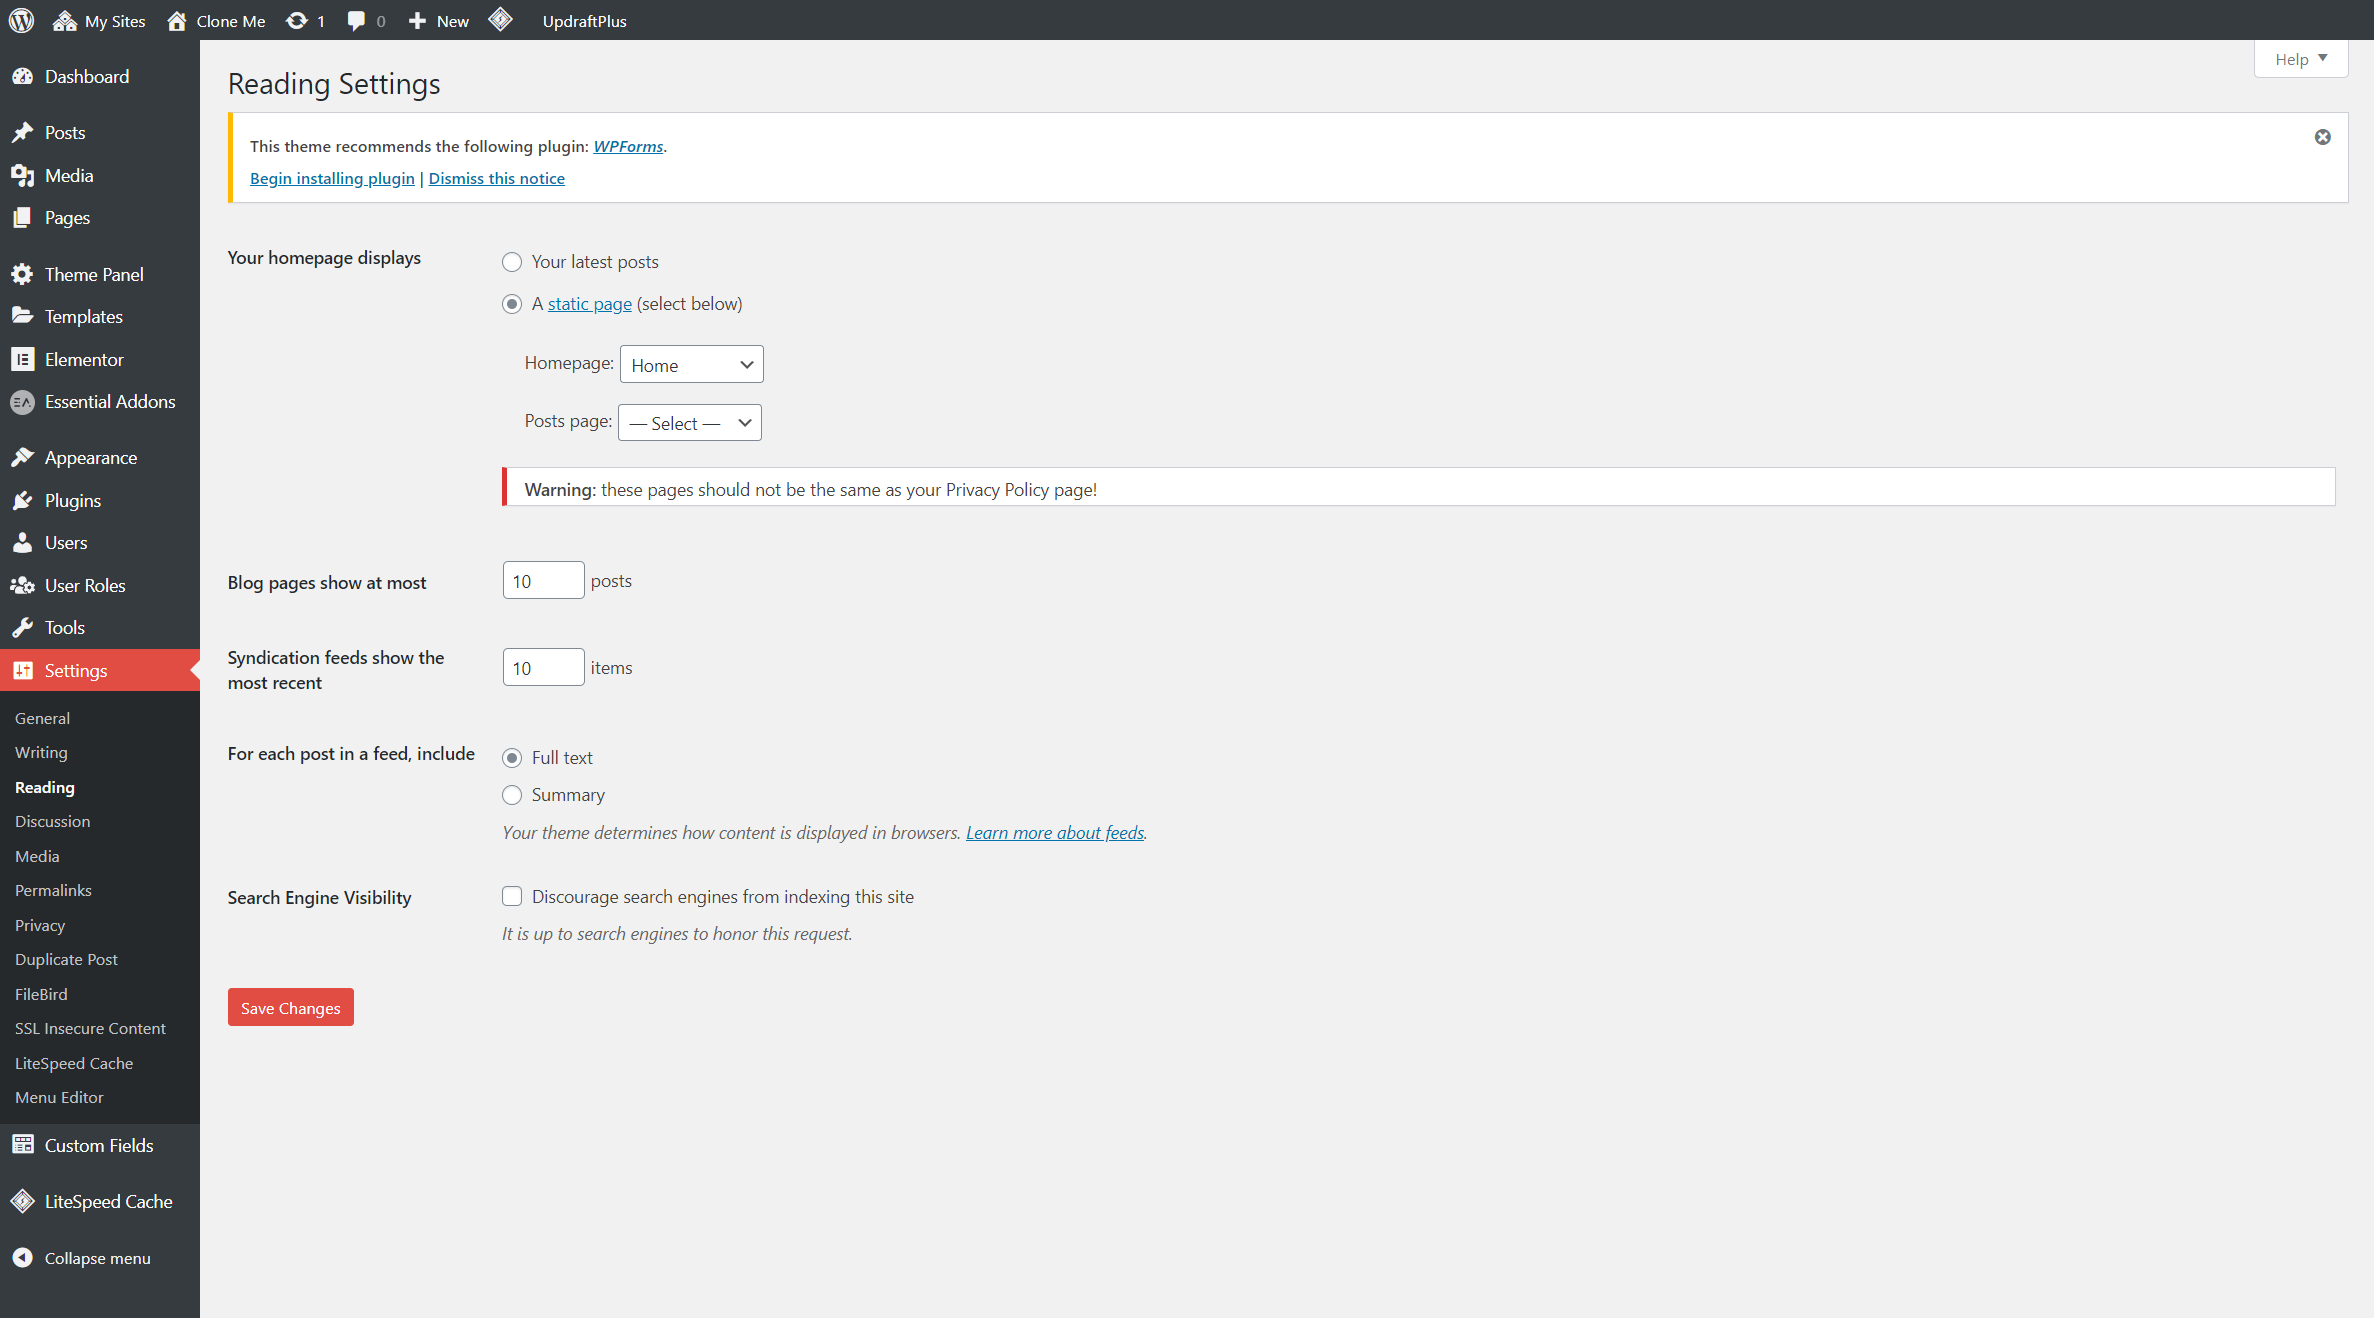 My Sites
Clone Me
1
0
New
UpdraftPlus
Dashboard
Posts
Media
Pages
Theme Panel
Templates
Elementor
EA Essential Addons
Appearance
Plugins
Users
User Roles
Tools
Settings
General
Writing
Reading
Discussion
Media
Permalinks
Privacy
Duplicate Post
FileBird
SSL Insecure Content
LiteSpeed Cache
Menu Editor
Custom Fields
LiteSpeed Cache
Collapse menu
Help
Reading Settings
This theme recommends the following plugin: WPForms.
Begin installing plugin | Dismiss this notice
Your homepage displays
Your latest posts
A static page (select below)
Homepage: Home
Posts page: — Select —
Warning: these pages should not be the same as your Privacy Policy page!
Blog pages show at most
10 posts
Syndication feeds show the
most recent
10 items
For each post in a feed, include
Full text
Summary
Your theme determines how content is displayed in browsers. Learn more about feeds.
Search Engine Visibility
Discourage search engines from indexing this site
It is up to search engines to honor this request.
Save Changes